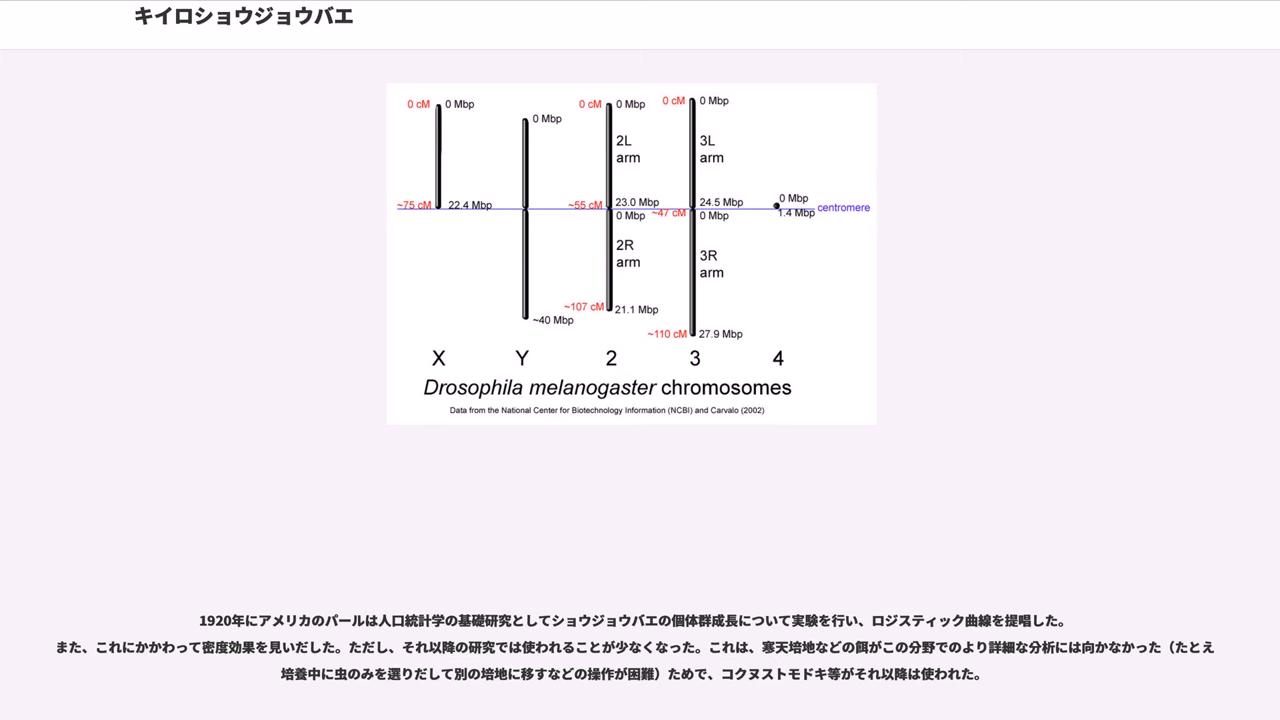 キイロショウジョウバエ
0 cM 0 Mbp
0 Mbp
0 cM 0 Mbp
0 cM 0 Mbp
2L
arm
3L
arm
~75 cM 22.4 Mbp
~55 cM 23.0 Mbp
0 Mbp
~47 cM 24.5 Mbp
0 Mbp
0 Mbp
1.4 Mbp
centromere
2R
arm
3R
arm
~40 Mbp
~107 cM 21.1 Mbp
~110 cM 27.9 Mbp
X Y 2 3 4
Drosophila melanogaster chromosomes
Data from the National Center for Biotechnology Information (NCBI) and Carvalo (2002)
1920年にアメリカのパールは人口統計学の基礎研究としてショウジョウバエの個体群成長について実験を行い、ロジスティック曲線を提唱した。
また、これにかかわって密度効果を見いだした。ただし、それ以降の研究では使われることが少なくなった。これは、寒天培地などの餌がこの分野でのより詳細な分析には向かなかった（たとえ
培養中に虫のみを選りだして別の培地に移すなどの操作が困難）ためで、コクヌストモドキ等がそれ以降は使われた。